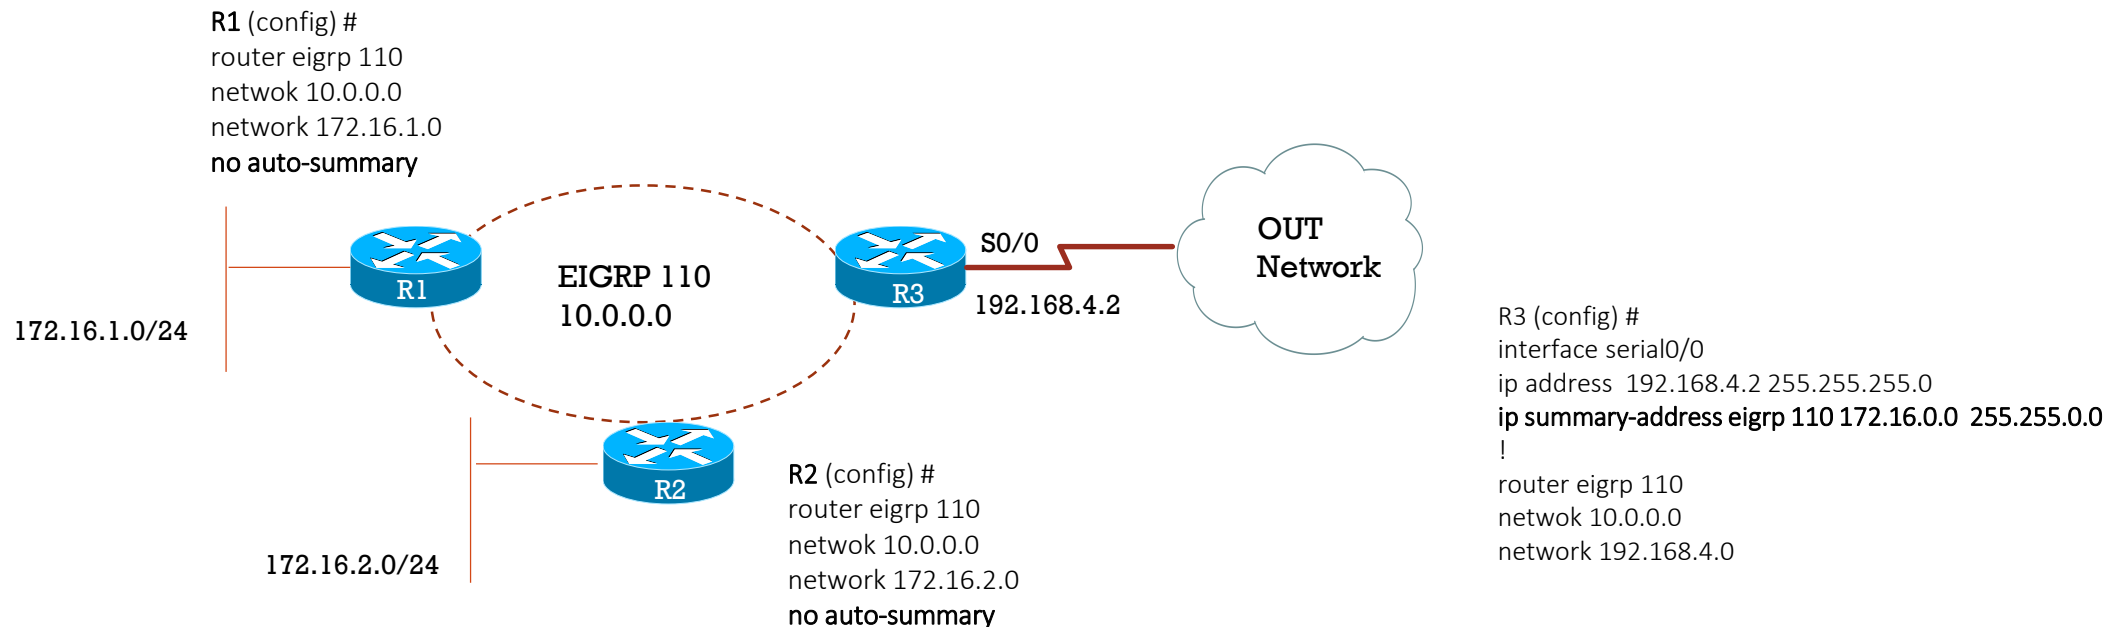 R1 (config) #
router eigrp 110
netwok 10.0.0.0
network 172.16.1.0
no auto-summary
172.16.1.0/24
R1
EIGRP 110
10.0.0.0
R3
S0/0
192.168.4.2
OUT
Network
R2
172.16.2.0/24
R2 (config) #
router eigrp 110
netwok 10.0.0.0
network 172.16.2.0
no auto-summary
R3 (config) #
interface serial0/0
ip address  192.168.4.2 255.255.255.0
ip summary-address eigrp 110 172.16.0.0  255.255.0.0
!
router eigrp 110
netwok 10.0.0.0
network 192.168.4.0